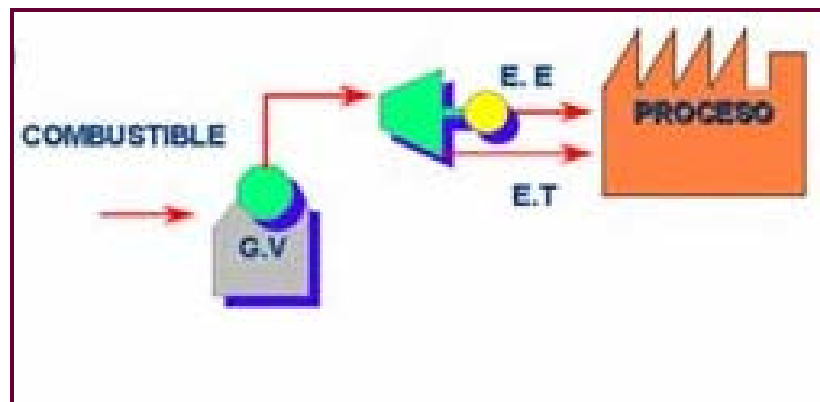 E. E
PROCESO
COMBUSTIBLE
E.T
G.V